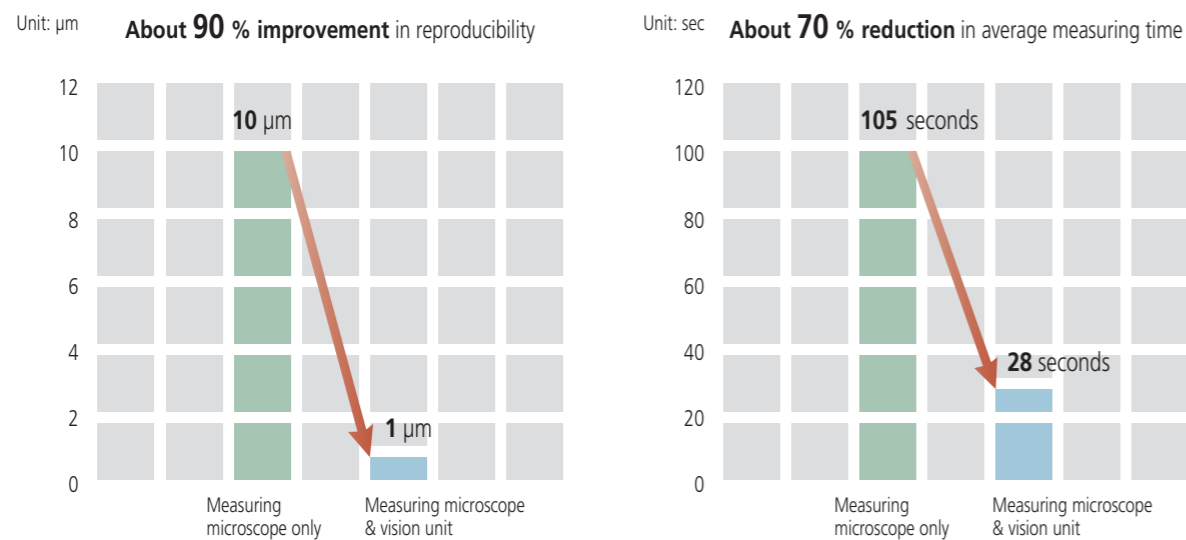 Unit: µm
About 90 % improvement in reproducibility
12
10 µm
10
8
6
4
2
1 µm
0
Measuring
microscope only
Measuring microscope
& vision unit
Unit: sec
About 70 % reduction in average measuring time
120
105 seconds
100
80
60
40
28 seconds
20
0
Measuring
microscope only
Measuring microscope
& vision unit